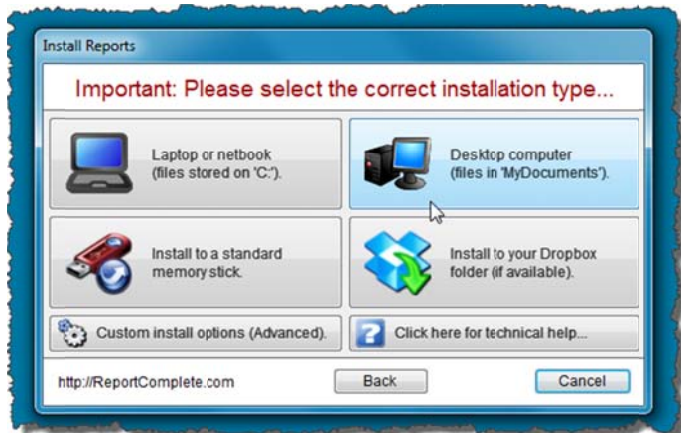 Install Reports
Important: Please select the correct installation type...
Laptop or netbook
(files stored on 'C:').
Desktop computer
(files in 'MyDocuments').
Install to a standard
memory stick.
Install to your Dropbox
folder (if available).
Custom install options (Advanced).
? Click here for technical help...
http://ReportComplete.com
Back
Cancel